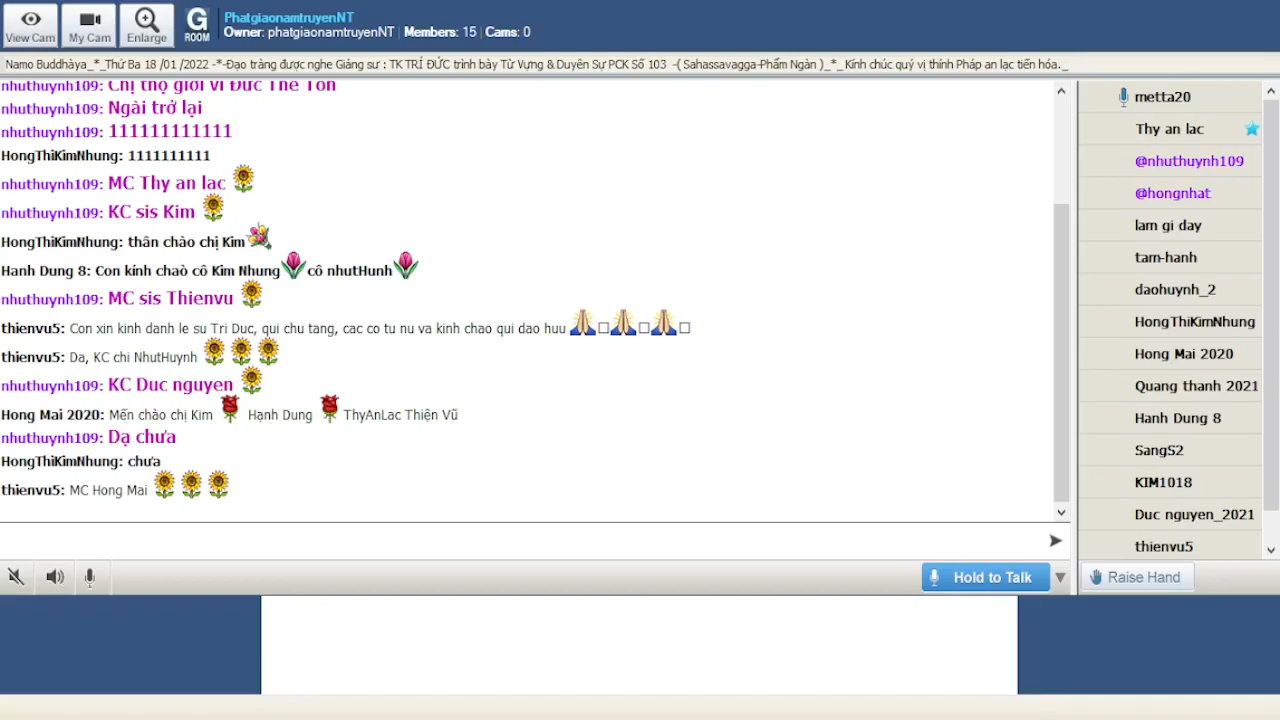 View Cam
My Cam
Enlarge
G
ROOM
PhatgiaonamtruyenNT
Owner: phatgiaonamtruyenNT | Members: 15 | Cams: 0
Namo Buddhàya_*_Thứ Ba 18 /01 /2022 -*-Đạo tràng được nghe Giảng sư : TK TRÍ ĐỨC trình bày Từ Vựng & Duyên Sự PCK Số 103 -( Sahassavagga-Phẩm Ngàn )_*_Kính chúc quý vị thính Pháp an lạc tiến hóa._
nhuthuynh109: Chị thọ giới vì Đức Thế Tôn
nhuthuynh109: Ngài trở lại
nhuthuynh109: 111111111111
HongThiKimNhung: 1111111111
nhuthuynh109: MC Thy an lac
nhuthuynh109: KC sis Kim
HongThiKimNhung: thân chào chị Kim
Hanh Dung 8: Con kính chaò cô Kim Nhung cô nhutHunh
nhuthuynh109: MC sis Thienvu
thienvu5: Con xin kinh danh le su Tri Duc, qui chu tang, cac co tu nu va kinh chao qui dao huu
thienvu5: Da, KC chi NhutHuynh
nhuthuynh109: KC Duc nguyen
Hong Mai 2020: Mến chào chị Kim Hạnh Dung ThyAnLac Thiện Vũ
nhuthuynh109: Dạ chưa
HongThiKimNhung: chưa
thienvu5: MC Hong Mai
metta20
Thy an lac
@nhuthuynh109
@hongnhat
lam gi day
tam-hanh
daohuynh_2
HongThiKimNhung
Hong Mai 2020
Quang thanh 2021
Hanh Dung 8
SangS2
KIM1018
Duc nguyen_2021
thienvu5
Hold to Talk
Raise Hand